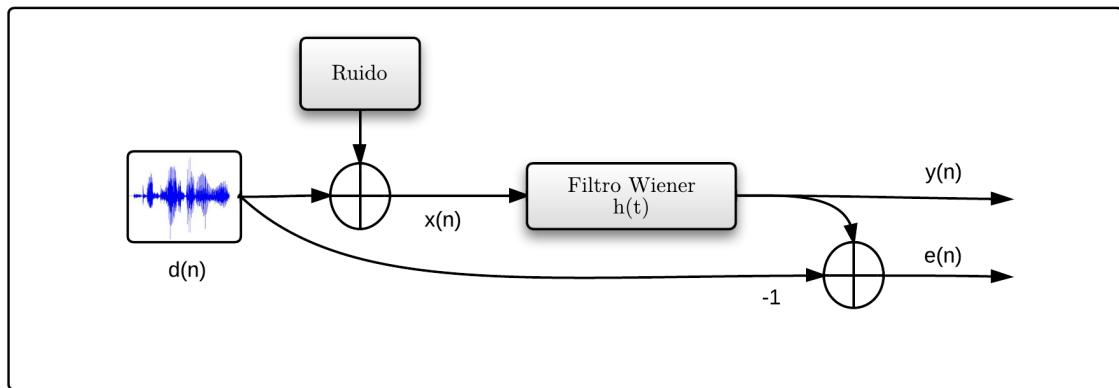 Ruido
d(n)
x(n)
Filtro Wiener
h(t)
y(n)
e(n)
-1